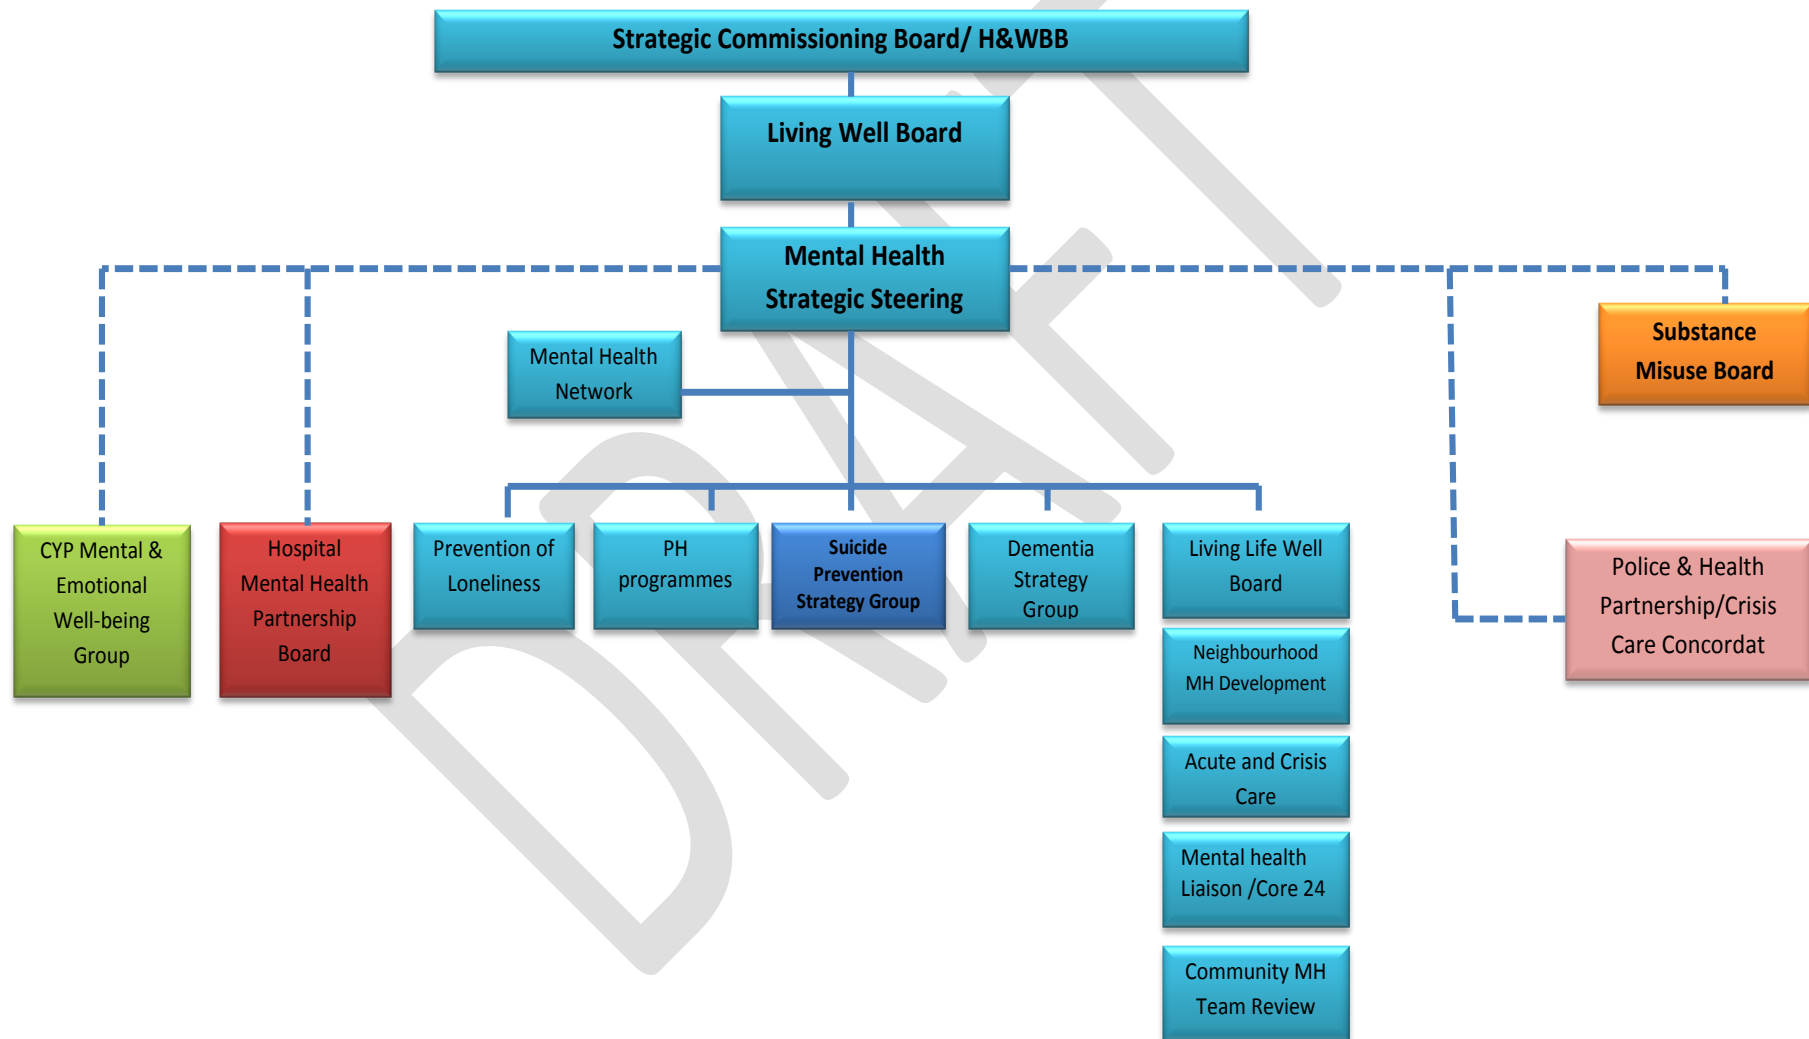 Strategic Commissioning Board/ H&WBB
Living Well Board
Mental Health
Strategic Steering
Mental Health
Network
Substance
Misuse Board
CYP Mental &
Emotional
Well-being
Group
Hospital
Mental Health
Partnership
Board
Prevention of
Loneliness
PH
programmes
Suicide
Prevention
Strategy Group
Dementia
Strategy
Group
Living Life Well
Board
Police & Health
Partnership/Crisis
Care Concordat
Neighbourhood
MH Development
Acute and Crisis
Care
Mental health
Liaison /Core 24
Community MH
Team Review
DRAFT